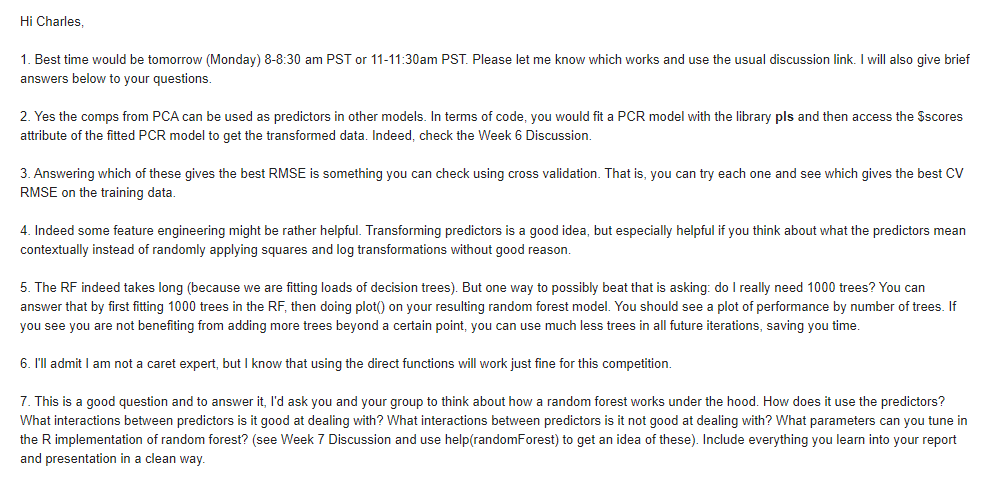 Hi Charles,
1. Best time would be tomorrow (Monday) 8-8:30 am PST or 11-11:30am PST. Please let me know which works and use the usual discussion link. I will also give brief
answers below to your questions.
2. Yes the comps from PCA can be used as predictors in other models. In terms of code, you would fit a PCR model with the library pls and then access the $scores
attribute of the fitted PCR model to get the transformed data. Indeed, check the Week 6 Discussion.
3. Answering which of these gives the best RMSE is something you can check using cross validation. That is, you can try each one and see which gives the best CV
RMSE on the training data.
4. Indeed some feature engineering might be rather helpful. Transforming predictors is a good idea, but especially helpful if you think about what the predictors mean
contextually instead of randomly applying squares and log transformations without good reason.
5. The RF indeed takes long (because we are fitting loads of decision trees). But one way to possibly beat that is asking: do I really need 1000 trees? You can
answer that by first fitting 1000 trees in the RF, then doing plot() on your resulting random forest model. You should see a plot of performance by number of trees. If
you see you are not benefiting from adding more trees beyond a certain point, you can use much less trees in all future iterations, saving you time.
6. I'll admit I am not a caret expert, but I know that using the direct functions will work just fine for this competition.
7. This is a good question and to answer it, I'd ask you and your group to think about how a random forest works under the hood. How does it use the predictors?
What interactions between predictors is it good at dealing with? What interactions between predictors is it not good at dealing with? What parameters can you tune in
the R implementation of random forest? (see Week 7 Discussion and use help(randomForest) to get an idea of these). Include everything you learn into your report
and presentation in a clean way.